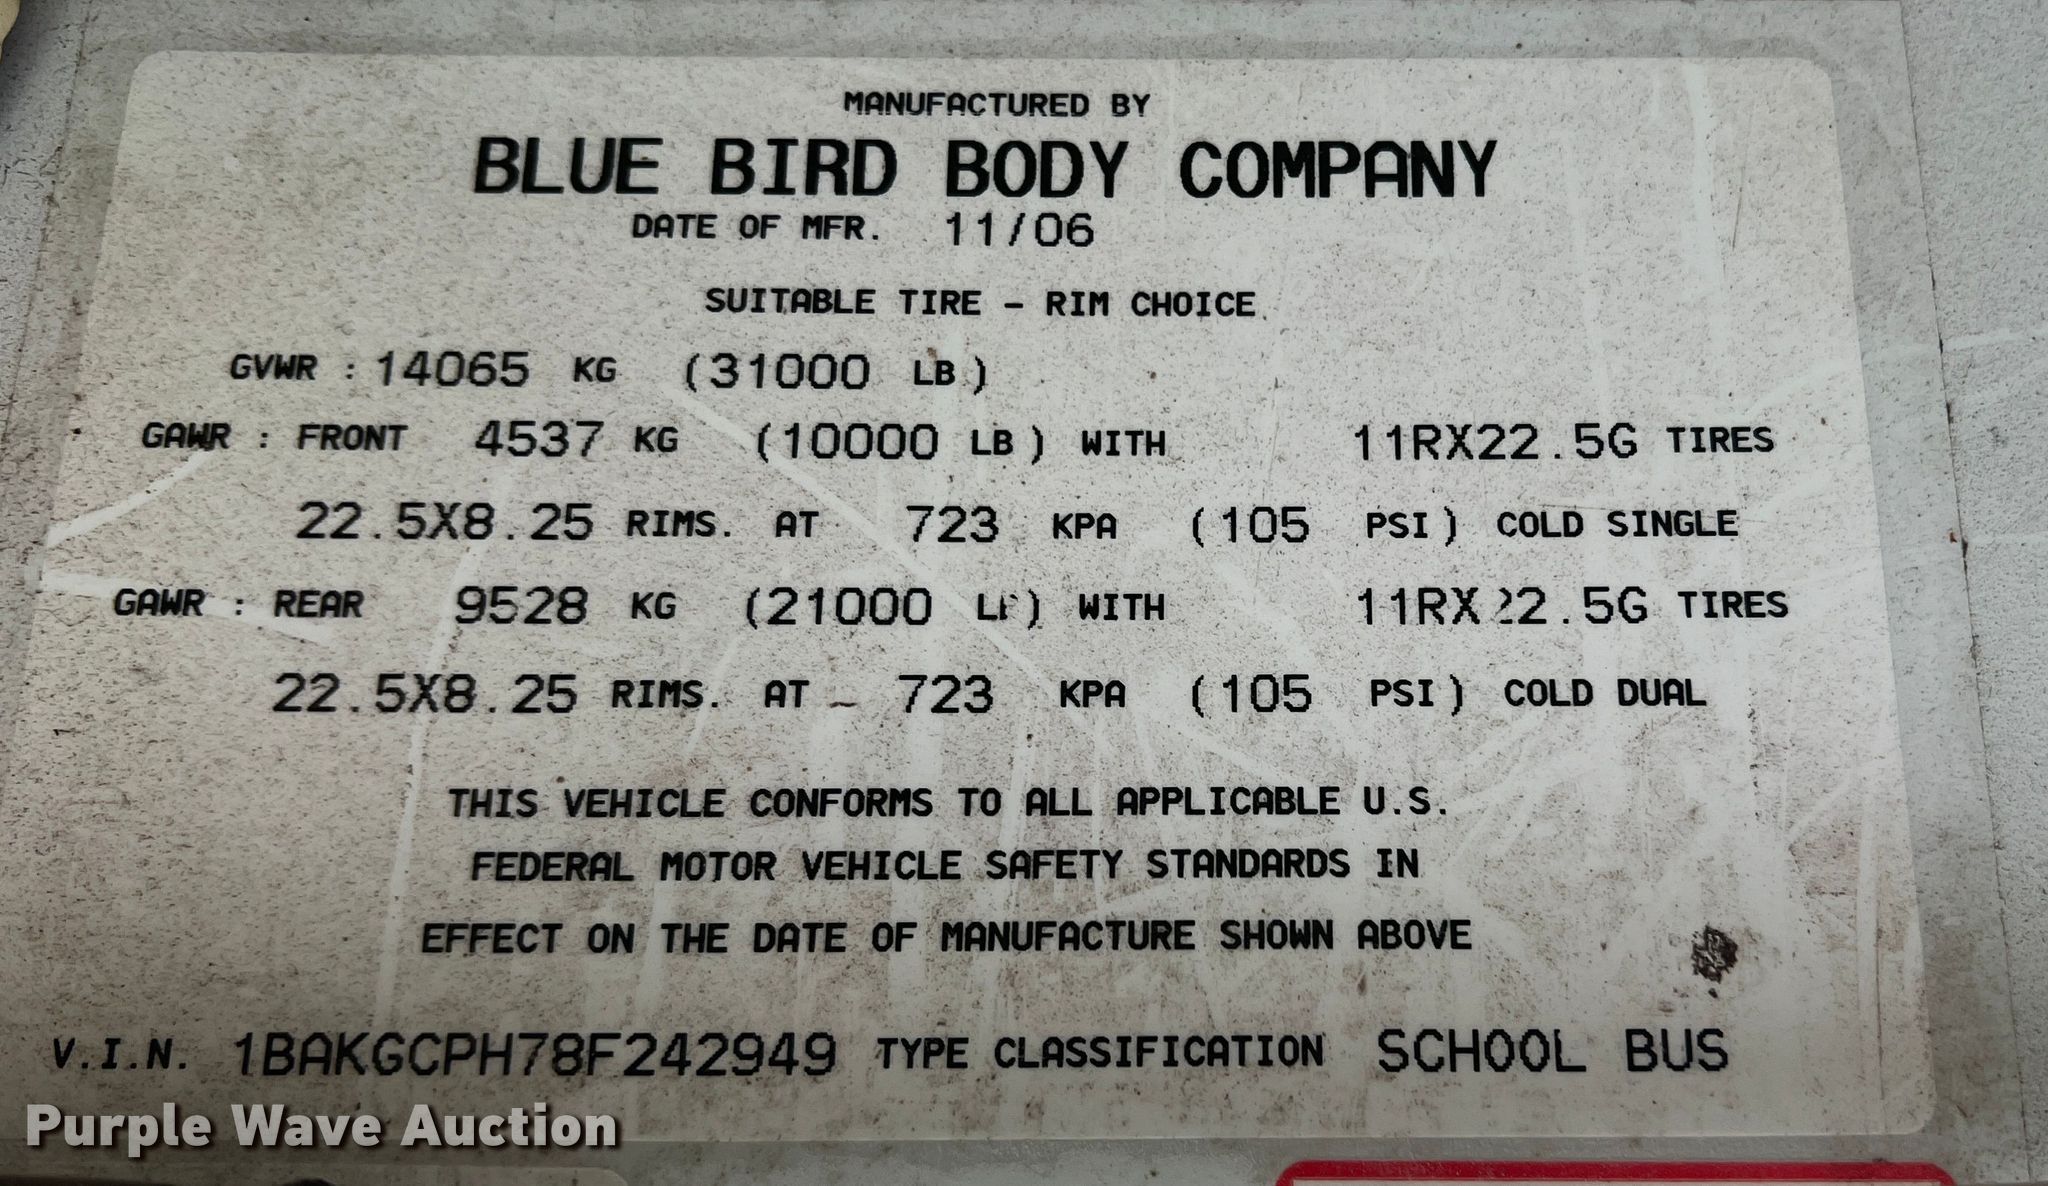 MANUFACTURED BY
BLUE BIRD BODY COMPANY
DATE OF MFR. 11/06
SUITABLE TIRE - RIM CHOICE
GVWR : 14065 KG (31000 LB)
GAWR : FRONT 4537 KG (10000 LB) WITH 11RX22.5G TIRES
22.5X8.25 RIMS. AT 723 KPA (105 PSI) COLD SINGLE
GAWR : REAR 9528 KG (21000 LB) WITH 11RX22.5G TIRES
22.5X8.25 RIMS. AT 723 KPA (105 PSI) COLD DUAL
THIS VEHICLE CONFORMS TO ALL APPLICABLE U.S.
FEDERAL MOTOR VEHICLE SAFETY STANDARDS IN
EFFECT ON THE DATE OF MANUFACTURE SHOWN ABOVE
V.I.N. 1BAKGCPH78F242949 TYPE CLASSIFICATION SCHOOL BUS
Purple Wave Auction